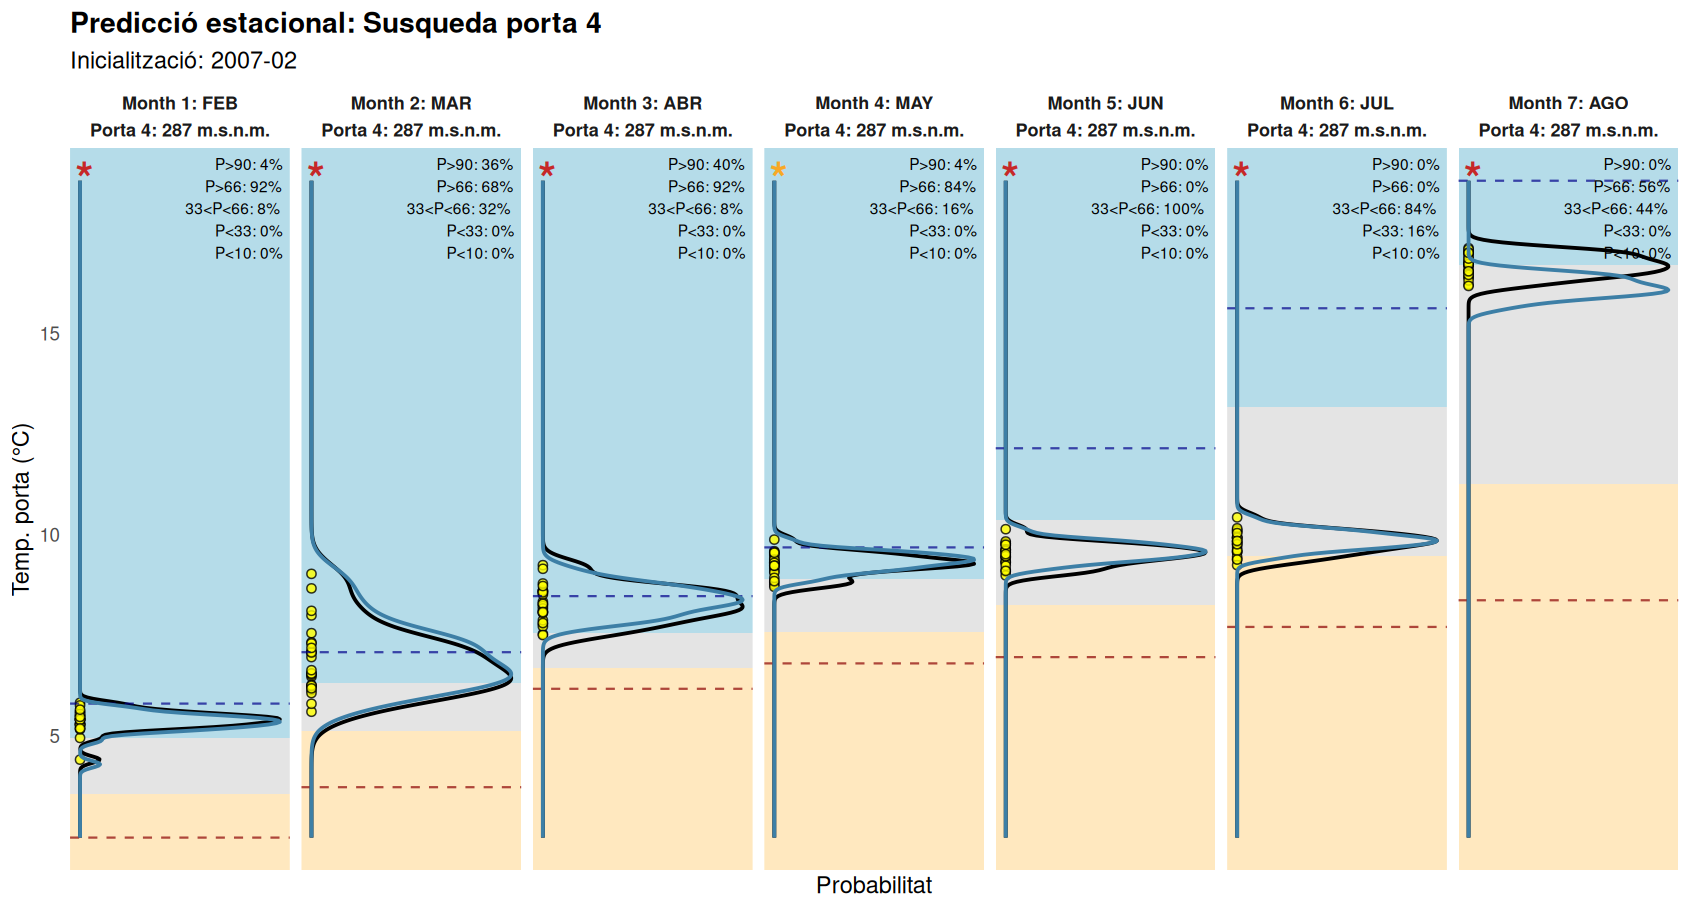 Predicció estacional: Susqueda porta 4
Inicialització: 2007-02
Month 1: FEB
Porta 4: 287 m.s.n.m.
Month 2: MAR
Porta 4: 287 m.s.n.m.
Month 3: ABR
Porta 4: 287 m.s.n.m.
Month 4: MAY
Porta 4: 287 m.s.n.m.
Month 5: JUN
Porta 4: 287 m.s.n.m.
Month 6: JUL
Porta 4: 287 m.s.n.m.
Month 7: AGO
Porta 4: 287 m.s.n.m.
*
P>90: 4%
P>66: 92%
33<P<66: 8%
P<33: 0%
P<10: 0%
*
P>90: 36%
P>66: 68%
33<P<66: 32%
P<33: 0%
P<10: 0%
*
P>90: 40%
P>66: 92%
33<P<66: 8%
P<33: 0%
P<10: 0%
*
P>90: 4%
P>66: 84%
33<P<66: 16%
P<33: 0%
P<10: 0%
*
P>90: 0%
P>66: 0%
33<P<66: 100%
P<33: 0%
P<10: 0%
*
P>90: 0%
P>66: 0%
33<P<66: 84%
P<33: 16%
P<10: 0%
*
P>90: 0%
P>66: 56%
33<P<66: 44%
P<33: 0%
P<10: 0%
15
10
5
Temp. porta (°C)
Probabilitat